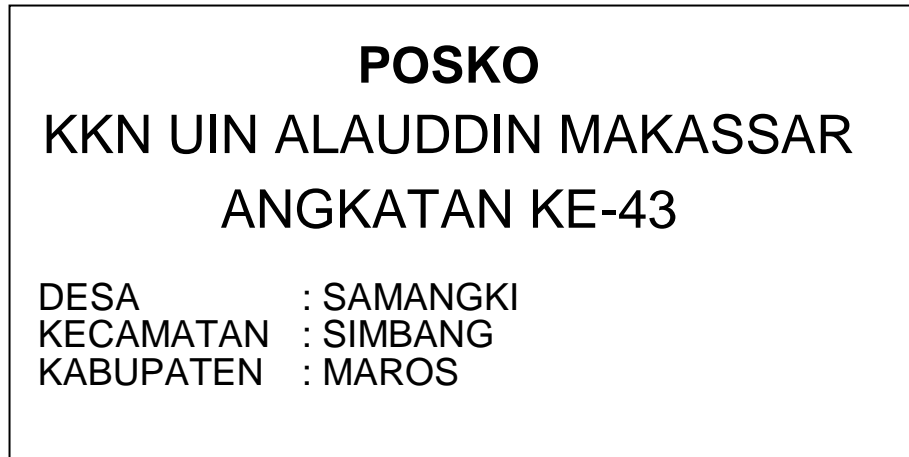 POSKO
KKN UIN ALAUDDIN MAKASSAR
ANGKATAN KE-43
DESA : SAMANGKI
KECAMATAN : SIMBANG
KABUPATEN : MAROS